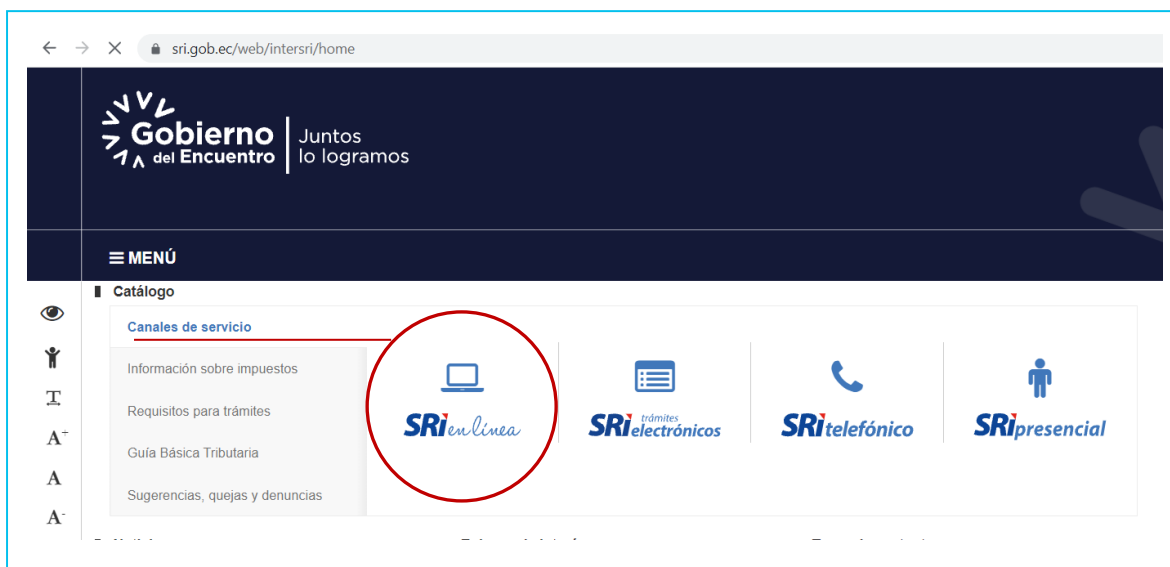 sri.gob.ec/web/intersri/home
Gobierno
del Encuentro
Juntos
lo logramos
MENÚ
Catálogo
Canales de servicio
Información sobre impuestos
Requisitos para trámites
Guía Básica Tributaria
Sugerencias, quejas y denuncias
SRi en línea
SRi trámites electrónicos
SRi telefónico
SRi presencial
T
A+
A
A-